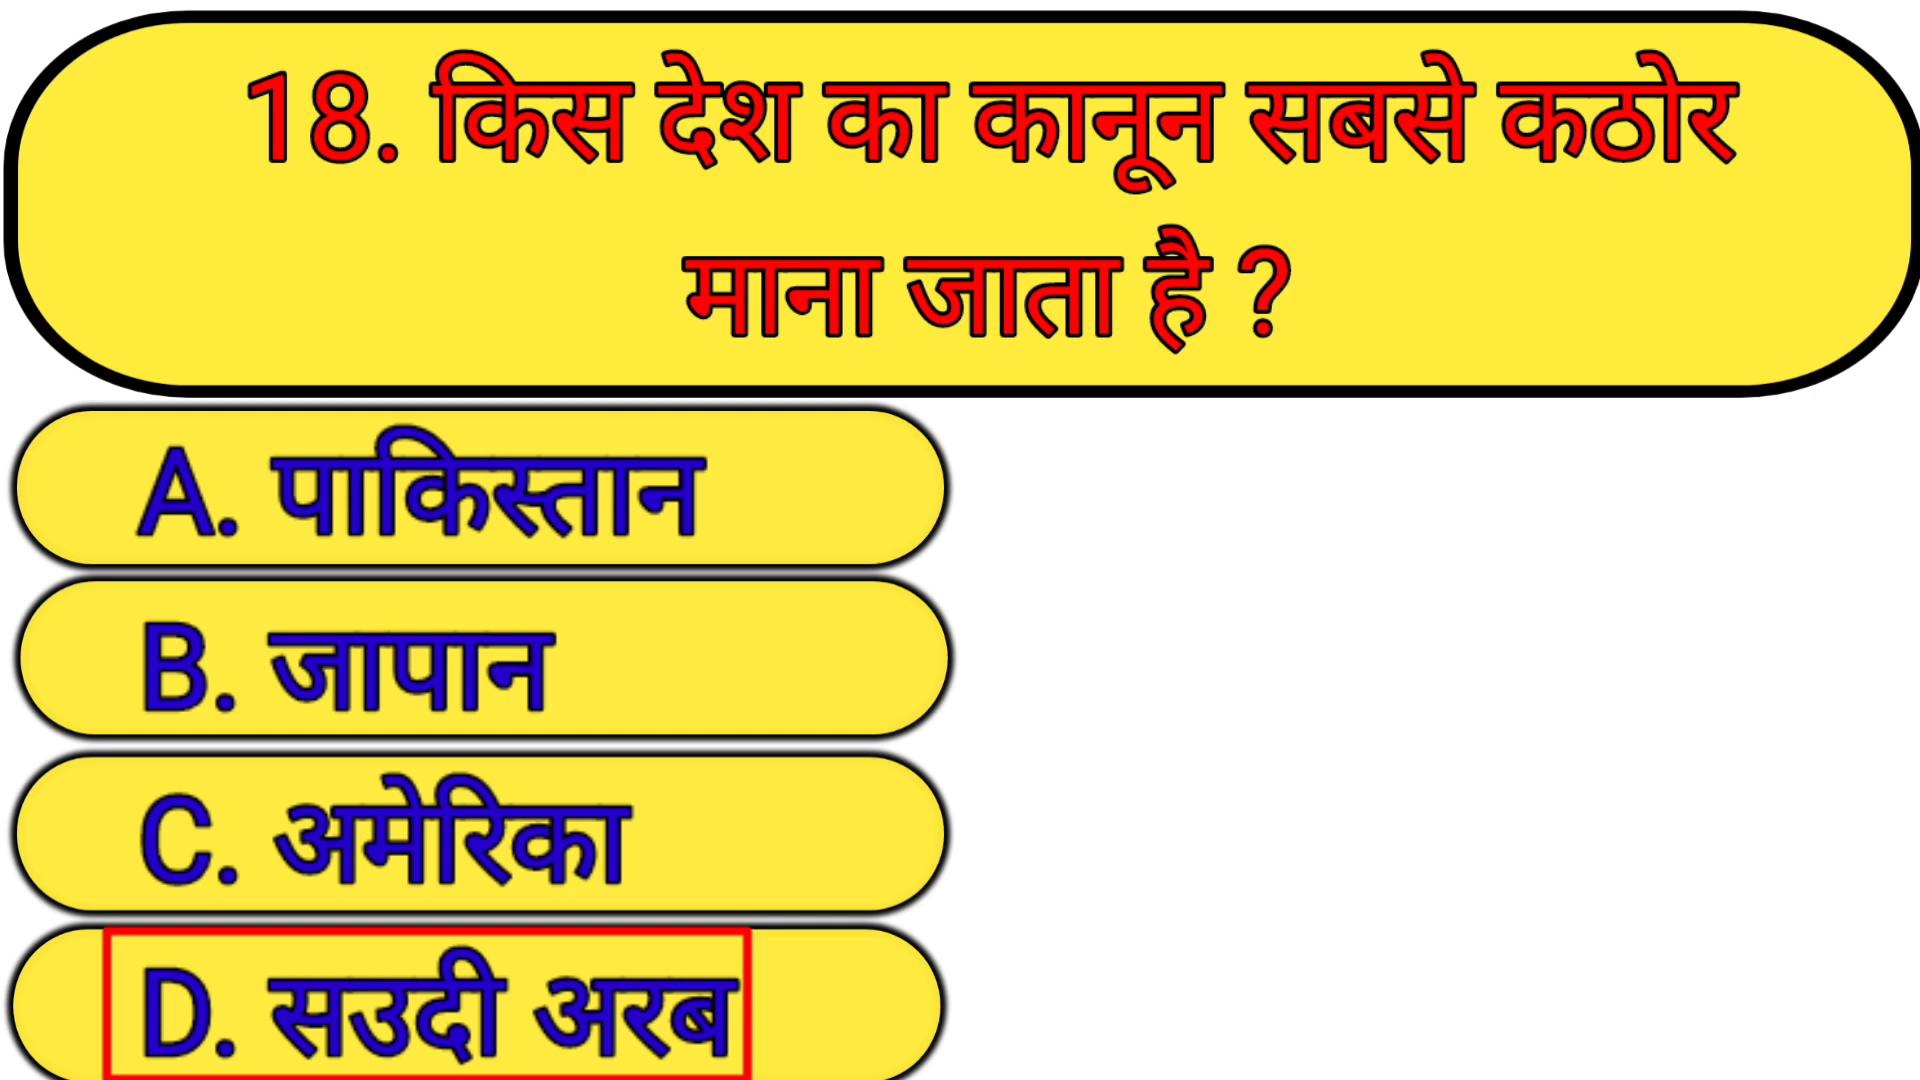 18. किस देश का कानून सबसे कठोर
माना जाता है ?
A. पाकिस्तान
B. जापान
C. अमेरिका
D. सउदी अरब